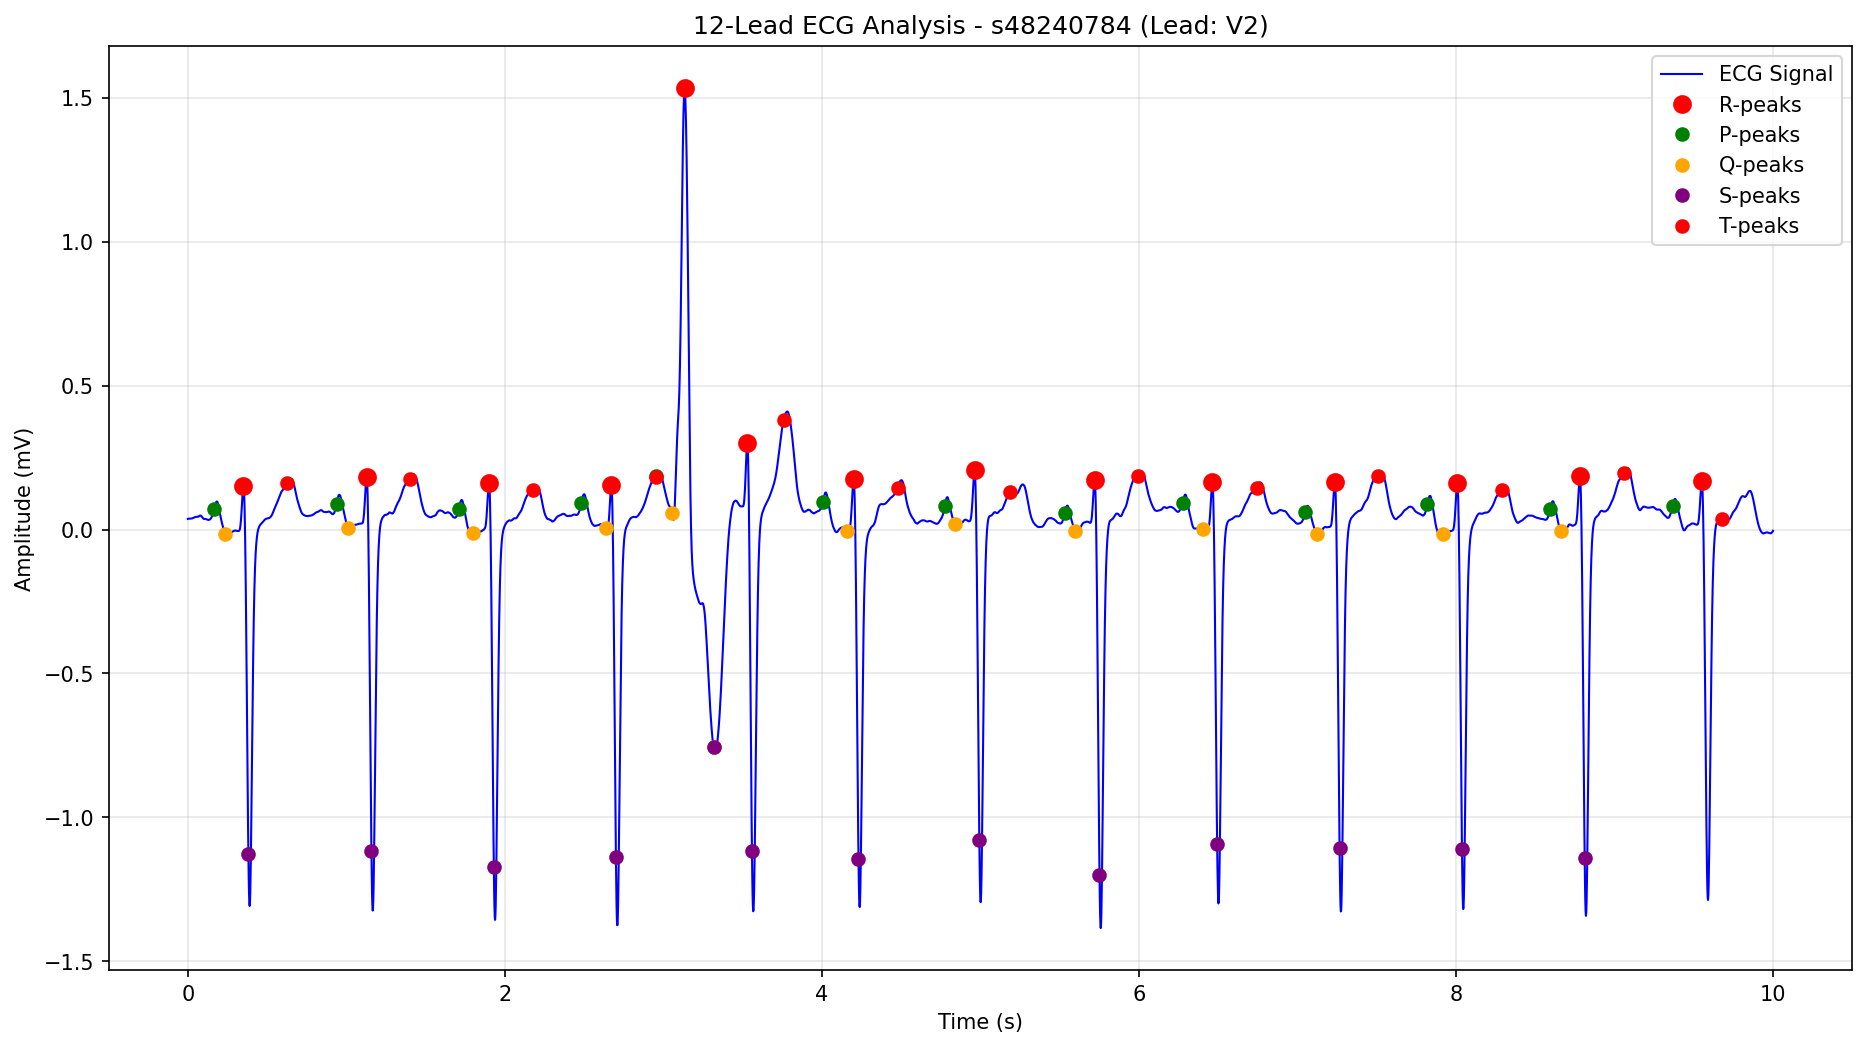 12-Lead ECG Analysis - s48240784 (Lead: V2)
ECG Signal
R-peaks
P-peaks
Q-peaks
S-peaks
T-peaks
Amplitude (mV)
1.5
1.0
0.5
0.0
−0.5
−1.0
−1.5
0 2 4 6 8 10
Time (s)